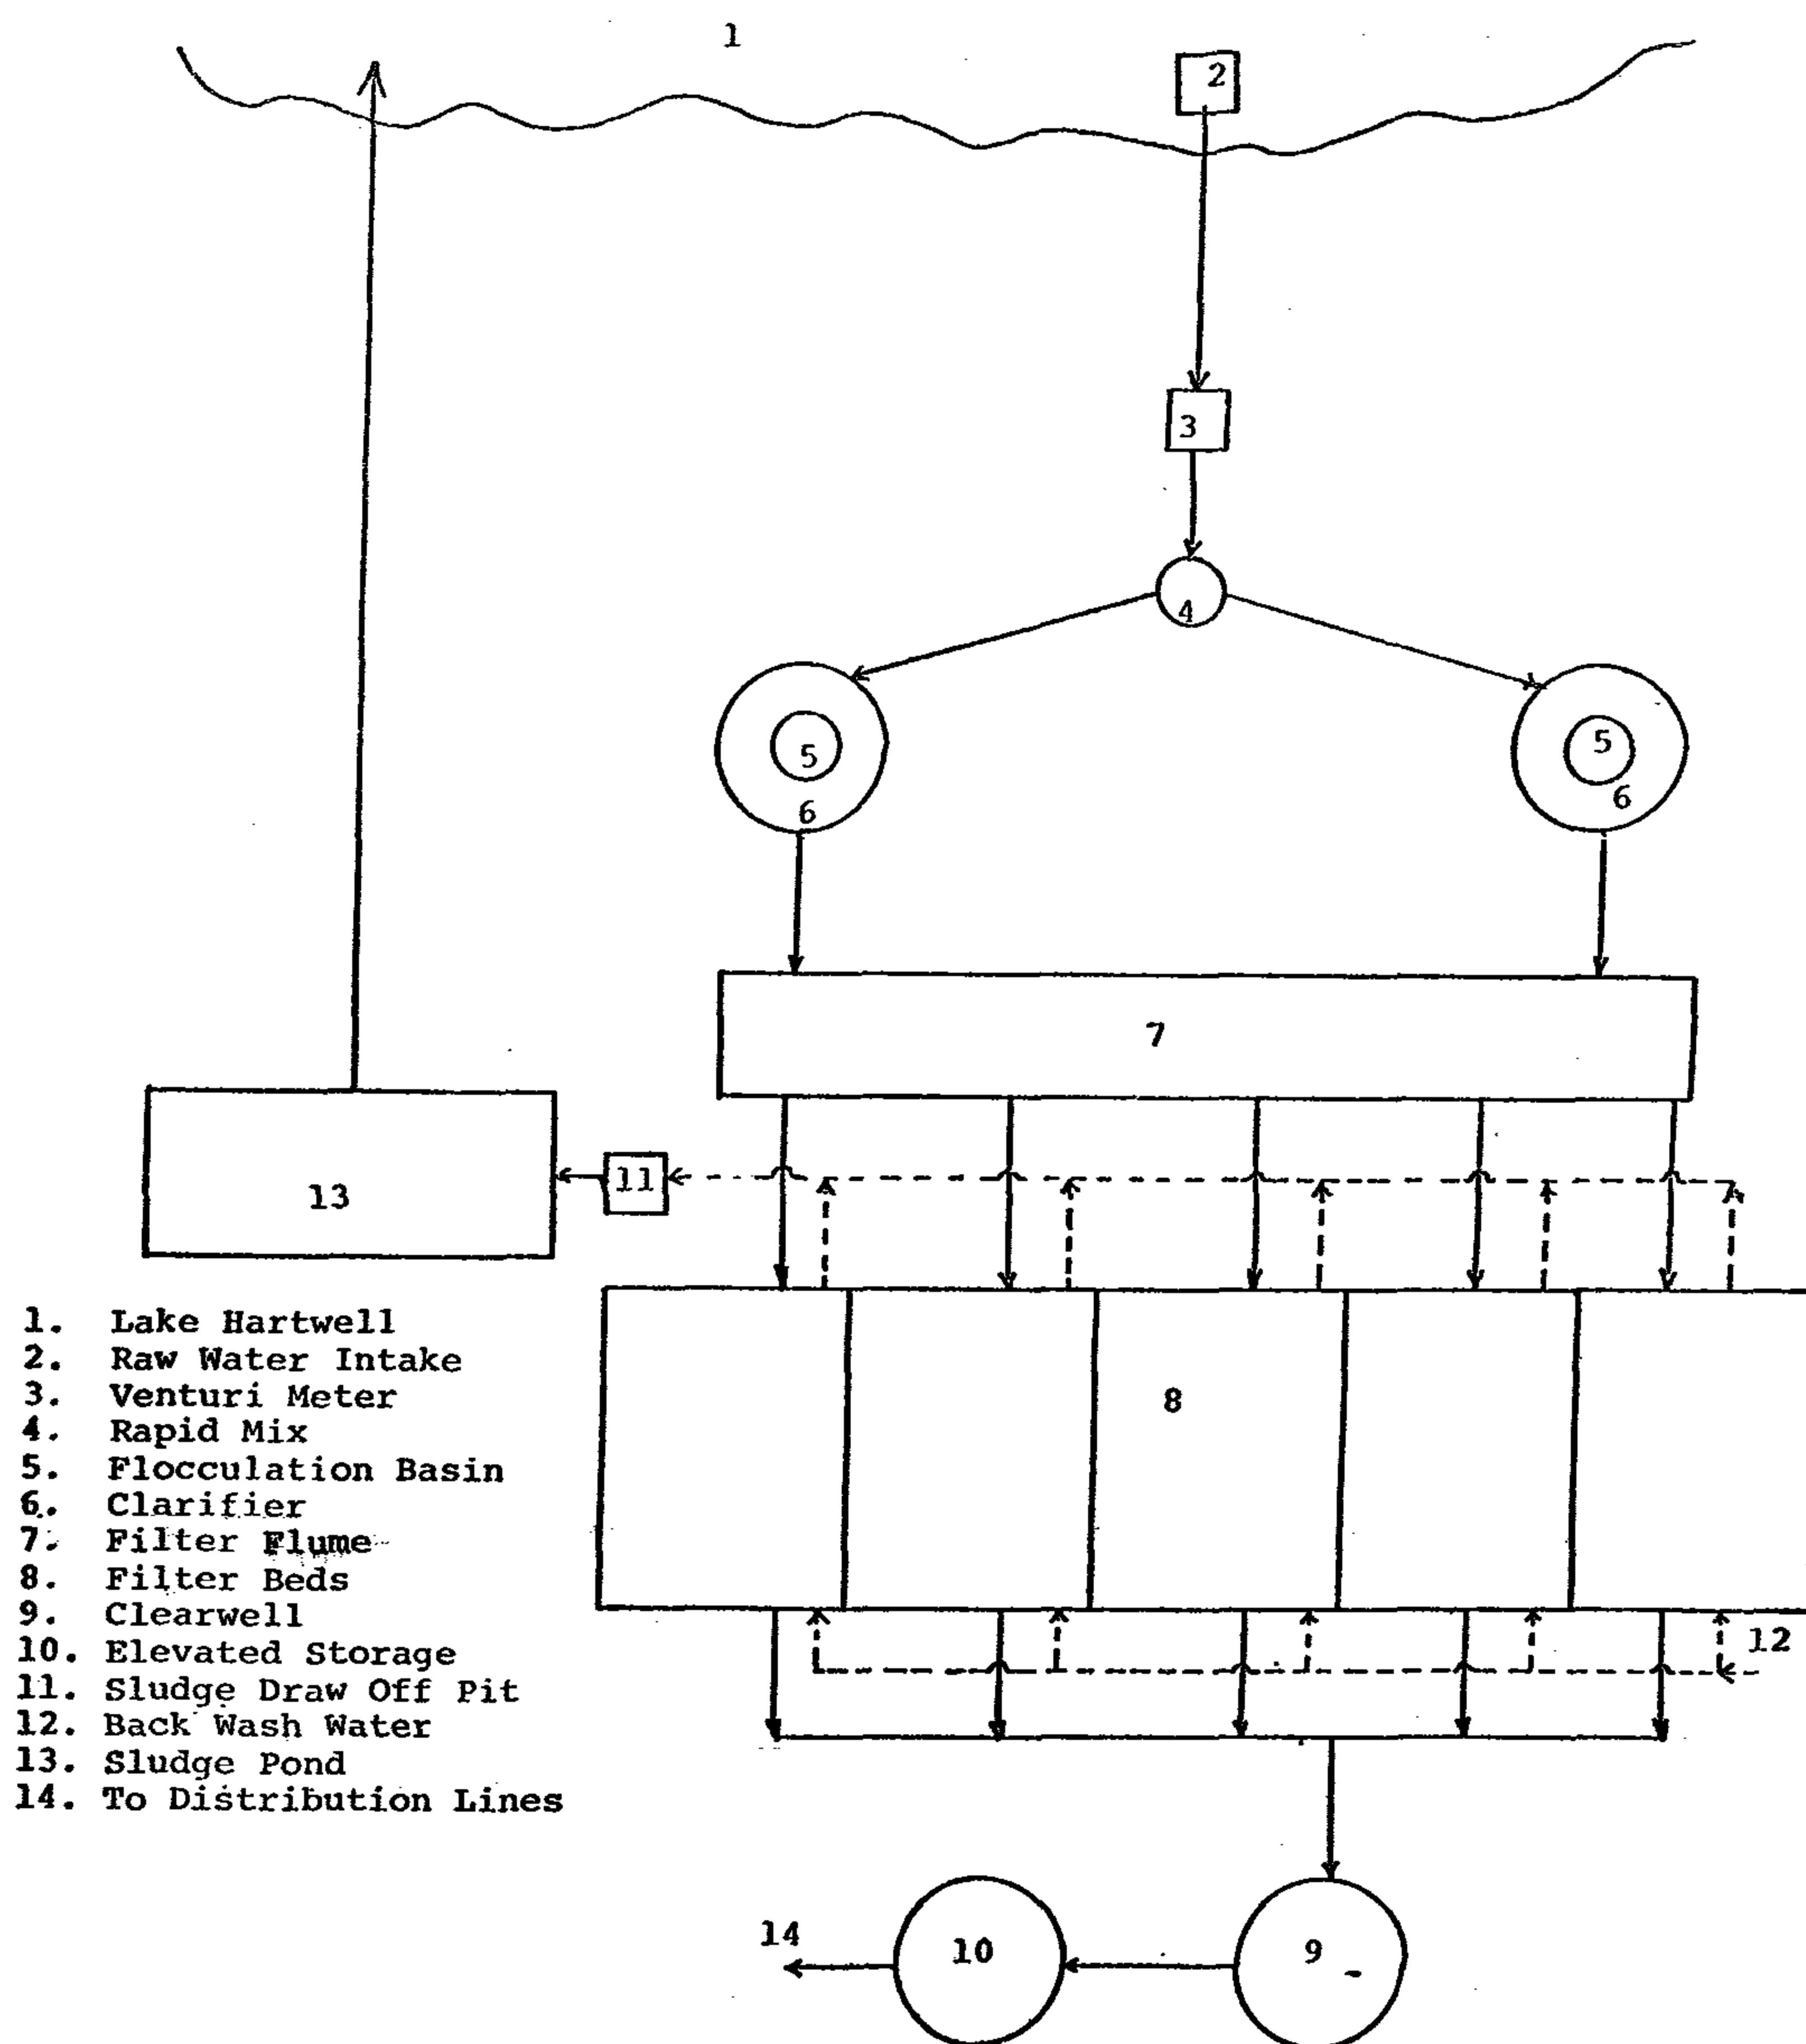 1
2
3
4
5
5
6
6
7
11
13
8
12
1. Lake Hartwell
2. Raw Water Intake
3. Venturi Meter
4. Rapid Mix
5. Flocculation Basin
6. Clarifier
7. Filter Flume
8. Filter Beds
9. Clearwell
10. Elevated Storage
11. Sludge Draw Off Pit
12. Back Wash Water
13. Sludge Pond
14. To Distribution Lines
14
10
9